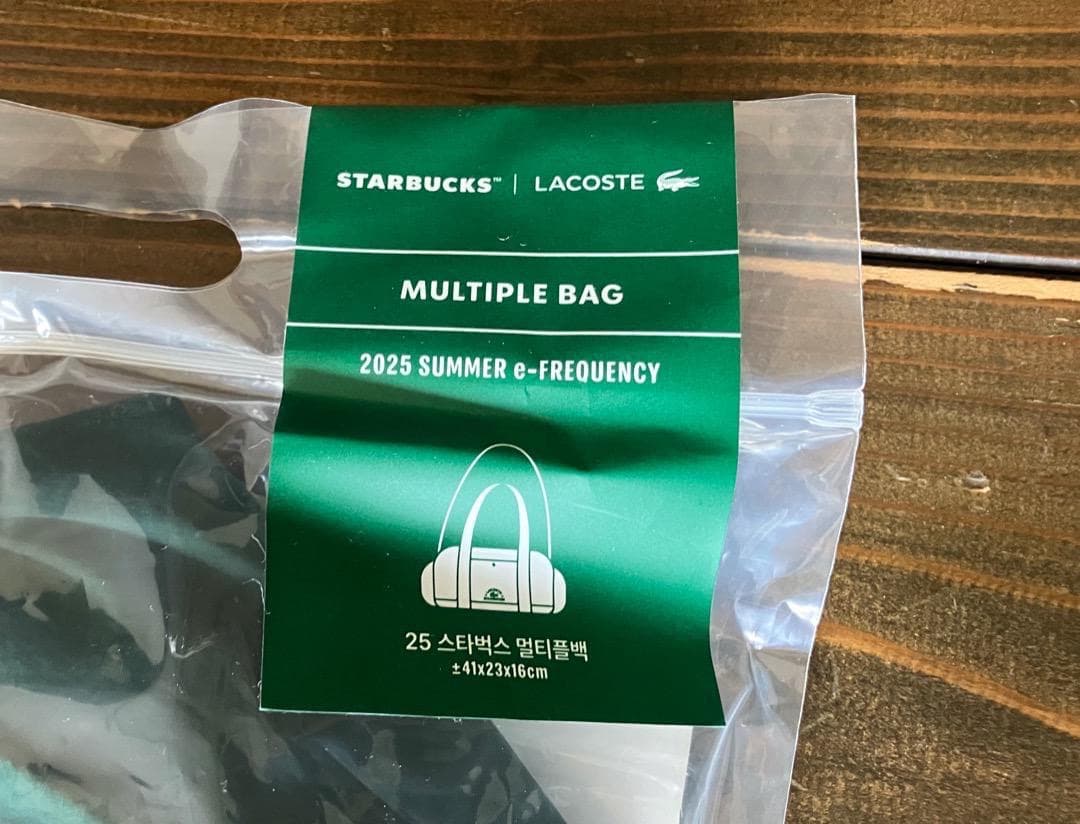 STARBUCKS™ | LACOSTE
MULTIPLE BAG
2025 SUMMER e-FREQUENCY
25 스타벅스 멀티플백
±41x23x16cm